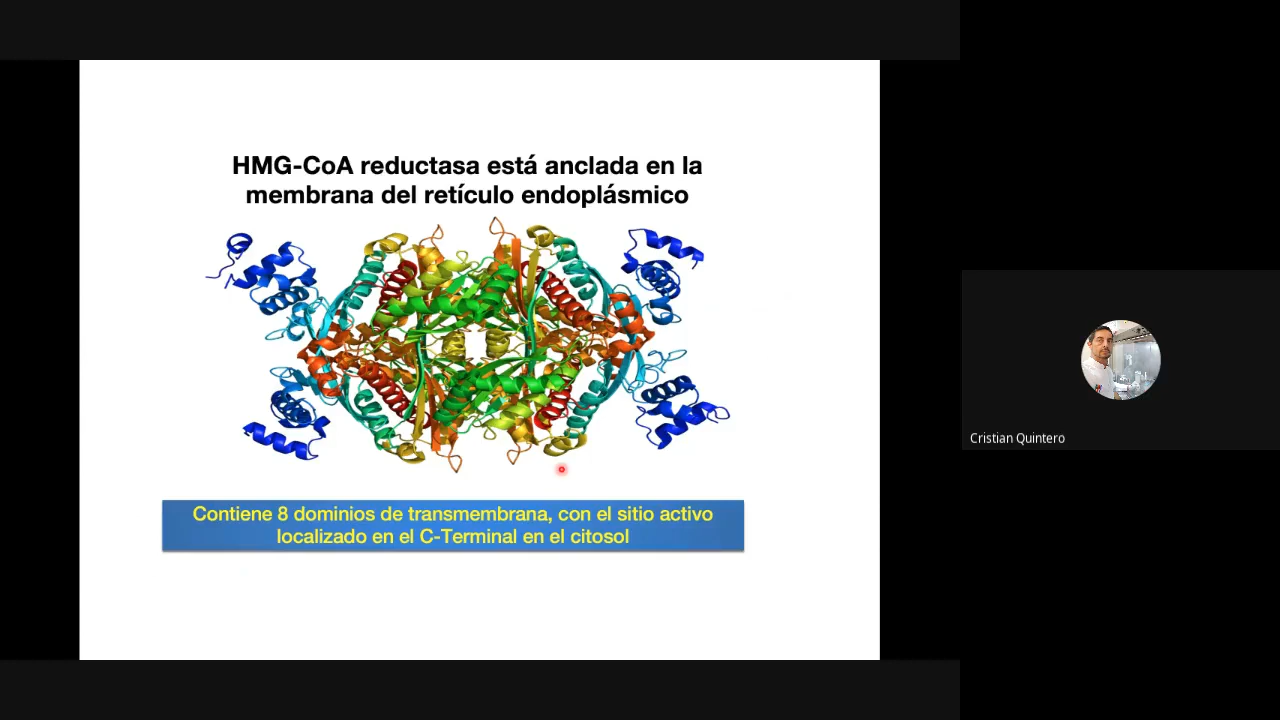 HMG-CoA reductasa está anclada en la
membrana del retículo endoplásmico
Contiene 8 dominios de transmembrana, con el sitio activo
localizado en el C-Terminal en el citosol
Cristian Quintero